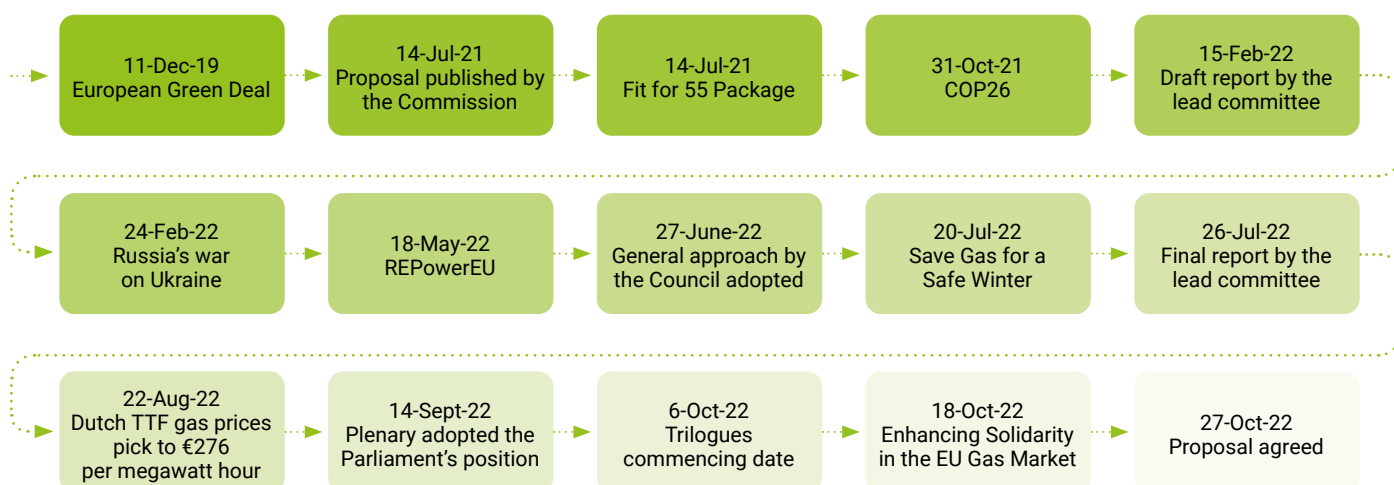 11-Dec-19
European Green Deal
14-Jul-21
Proposal published by
the Commission
14-Jul-21
Fit for 55 Package
31-Oct-21
COP26
15-Feb-22
Draft report by the
lead committee
24-Feb-22
Russia's war
on Ukraine
18-May-22
REPowerEU
27-June-22
General approach by
the Council adopted
20-Jul-22
Save Gas for a
Safe Winter
26-Jul-22
Final report by the
lead committee
22-Aug-22
Dutch TTF gas prices
pick to €276
per megawatt hour
14-Sept-22
Plenary adopted the
Parliament's position
6-Oct-22
Trilogues
commencing date
18-Oct-22
Enhancing Solidarity
in the EU Gas Market
27-Oct-22
Proposal agreed